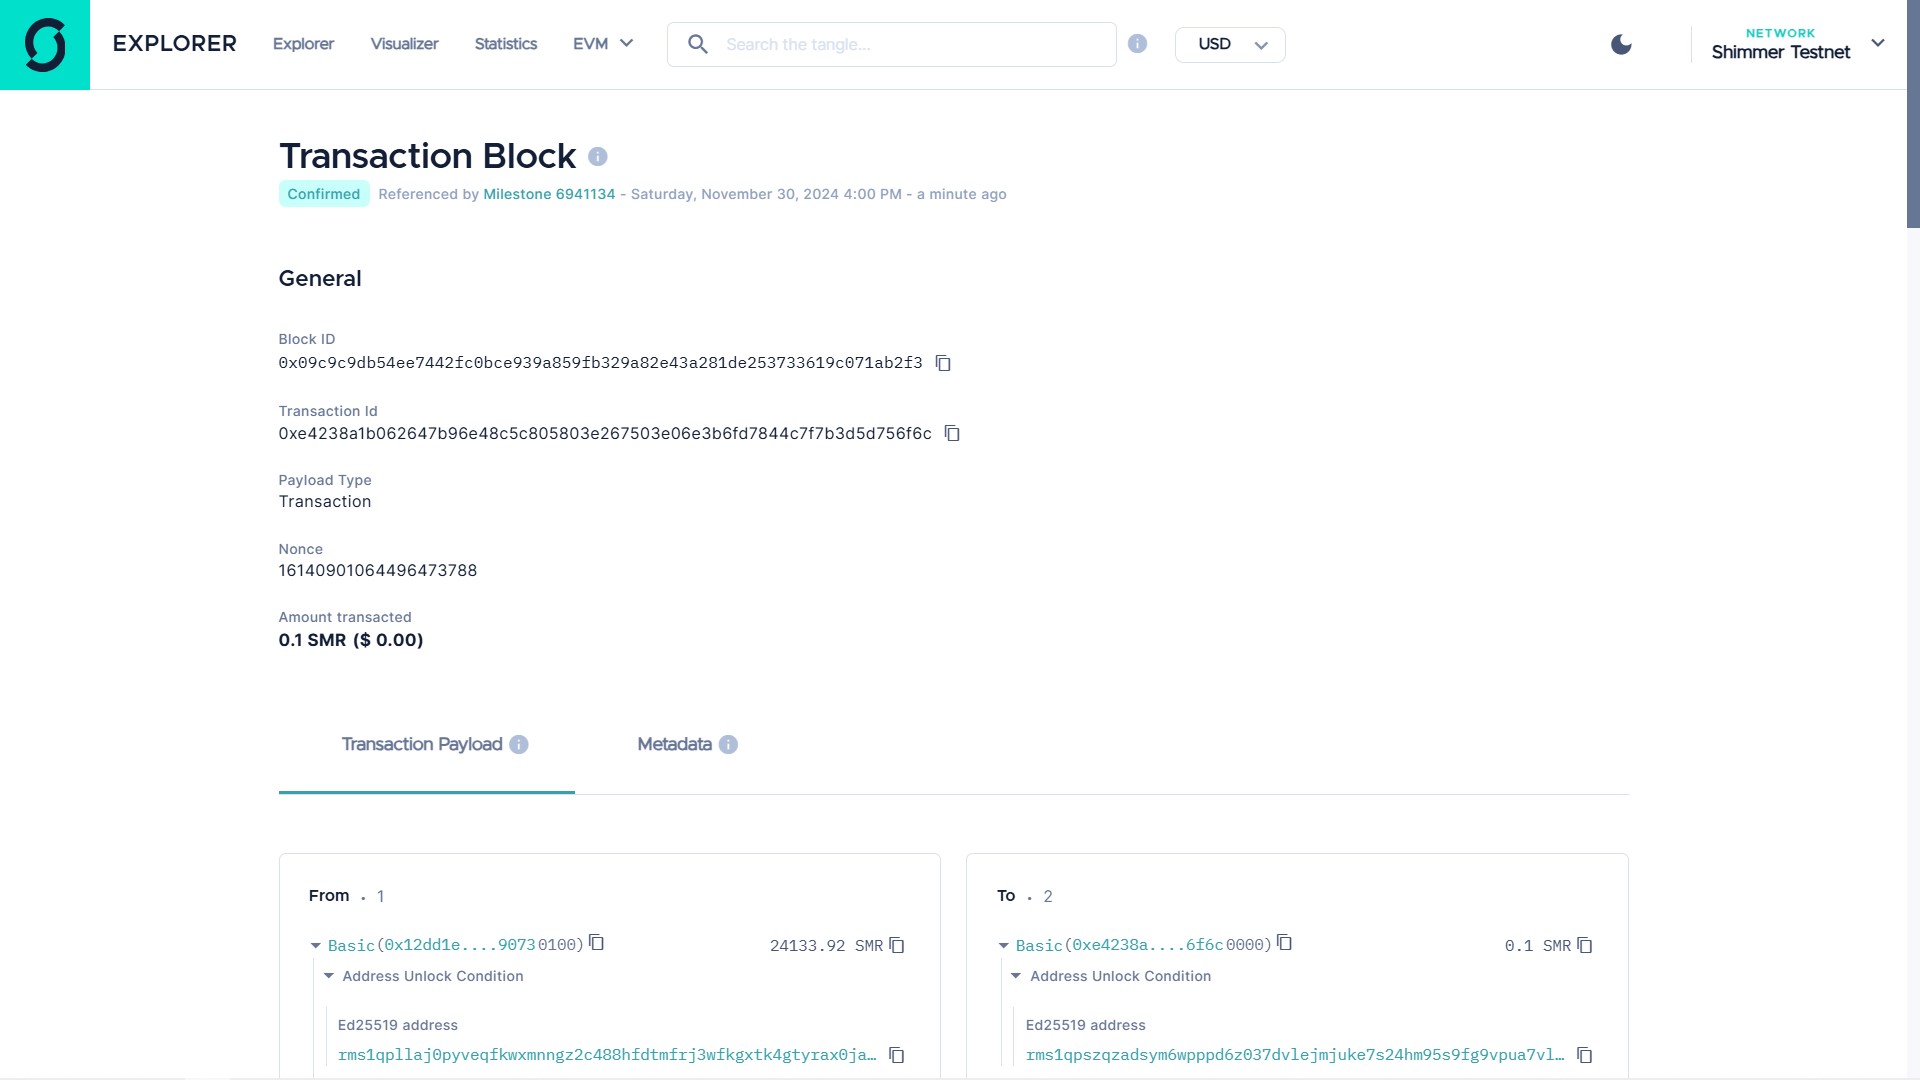 EXPLORER Explorer Visualizer Statistics EVM Search the tangle... USD NETWORK
Shimmer Testnet
Transaction Block
Confirmed Referenced by Milestone 6941134 - Saturday, November 30, 2024 4:00 PM - a minute ago
General
Block ID
0x09c9c9db54ee7442fc0bce939a859fb329a82e43a281de253733619c071ab2f3
Transaction Id
0xe4238a1b062647b96e48c5c805803e267503e06e3b6fd7844c7f7b3d5d756f6c
Payload Type
Transaction
Nonce
16140901064496473788
Amount transacted
0.1 SMR ($ 0.00)
Transaction Payload Metadata
From . 1
Basic(0x12dd1e....90730100) 24133.92 SMR
Address Unlock Condition
Ed25519 address
rms1qpllaj0pyveqfkwxmnngz2c488hfdtmfrj3wfkgxtk4gtyrax0ja…
To . 2
Basic(0xe4238a....6f6c0000) 0.1 SMR
Address Unlock Condition
Ed25519 address
rms1qpszqzadsym6wpppd6z037dvlejmjuke7s24hm95s9fg9vpua7vl…